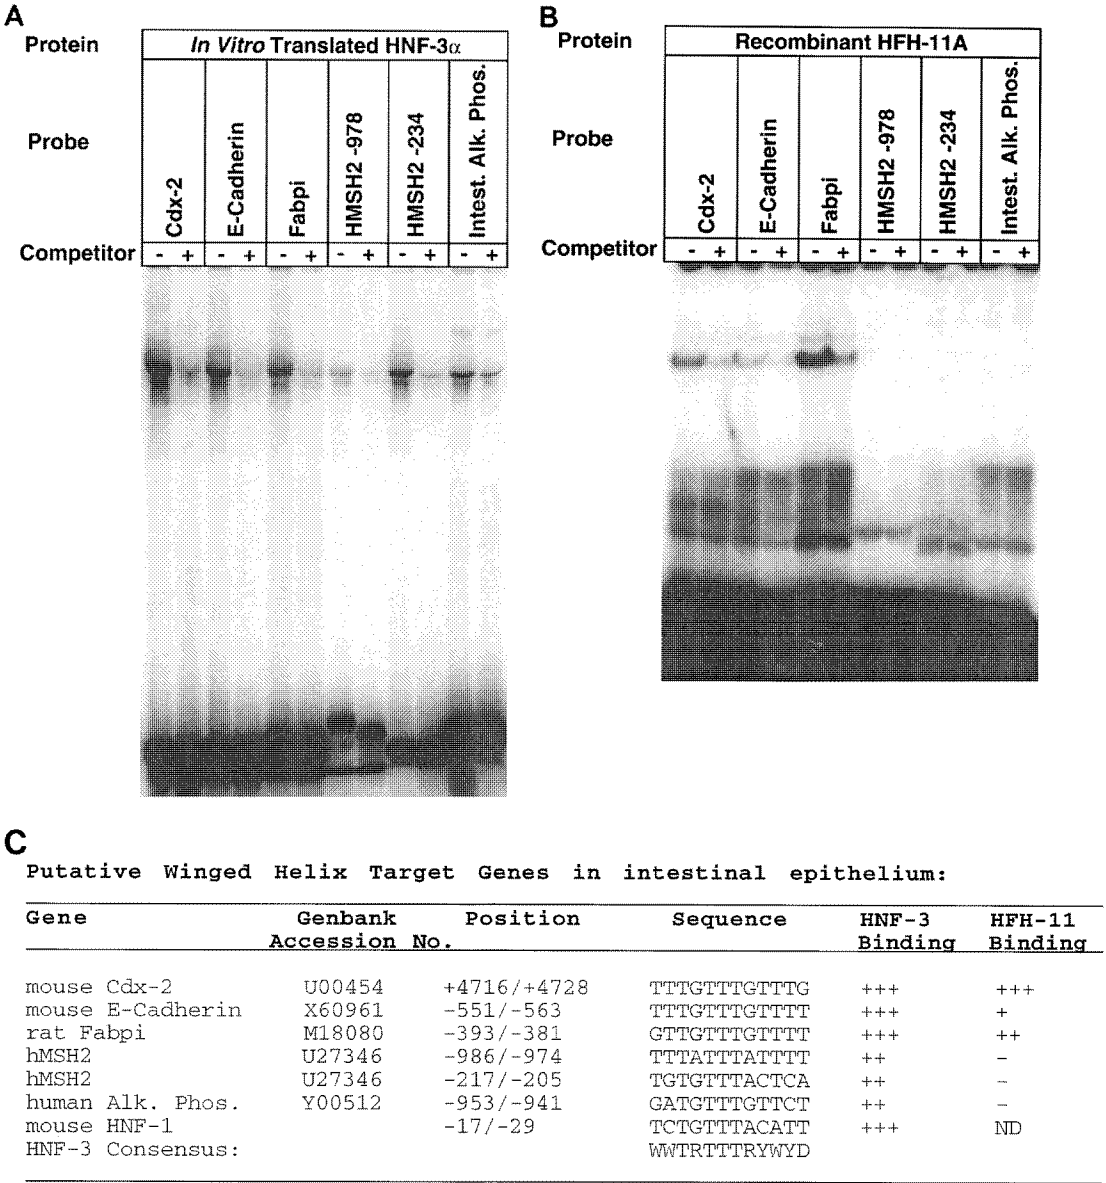 A
Protein
In Vitro Translated HNF-3α
Probe
Cdx-2
E-Cadherin
Fabpi
HMSH2 -978
HMSH2 -234
Intest. Alk. Phos.
Competitor - + - + - + - + - + - +
B
Protein
Recombinant HFH-11A
Probe
Cdx-2
E-Cadherin
Fabpi
HMSH2 -978
HMSH2 -234
Intest. Alk. Phos.
Competitor - + - + - + - + - + - +
C
Putative Winged Helix Target Genes in intestinal epithelium:
Gene Genbank Position Sequence HNF-3 HFH-11
Accession No. Binding Binding
mouse Cdx-2 U00454 +4716/+4728 TTTGTTTGTTTG +++ +++
mouse E-Cadherin X60961 -551/-563 TTTGTTTGTTTT +++ +
rat Fabpi M18080 -393/-381 GTTGTTTGTTTT +++ ++
hMSH2 U27346 -986/-974 TTTATTTATTTT ++ -
hMSH2 U27346 -217/-205 TGTGTTTACTCA ++ -
human Alk. Phos. Y00512 -953/-941 GATGTTTGTTCT ++ -
mouse HNF-1 -17/-29 TCTGTTTACATT +++ ND
HNF-3 Consensus: WWTRTTTRYWYD